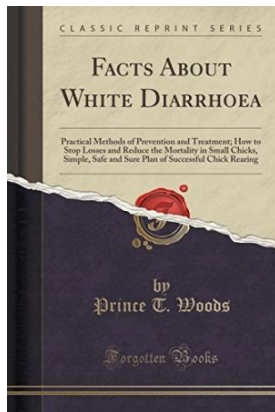 CLASSIC REPRINT SERIES
FACTS ABOUT
WHITE DIARRHOEA
Practical Methods of Prevention and Treatment; How to
Stop Losses and Reduce the Mortality in Small Chicks,
Simple, Safe and Sure Plan of Successful Chick Rearing
by
Prince T. Woods
Forgotten Books